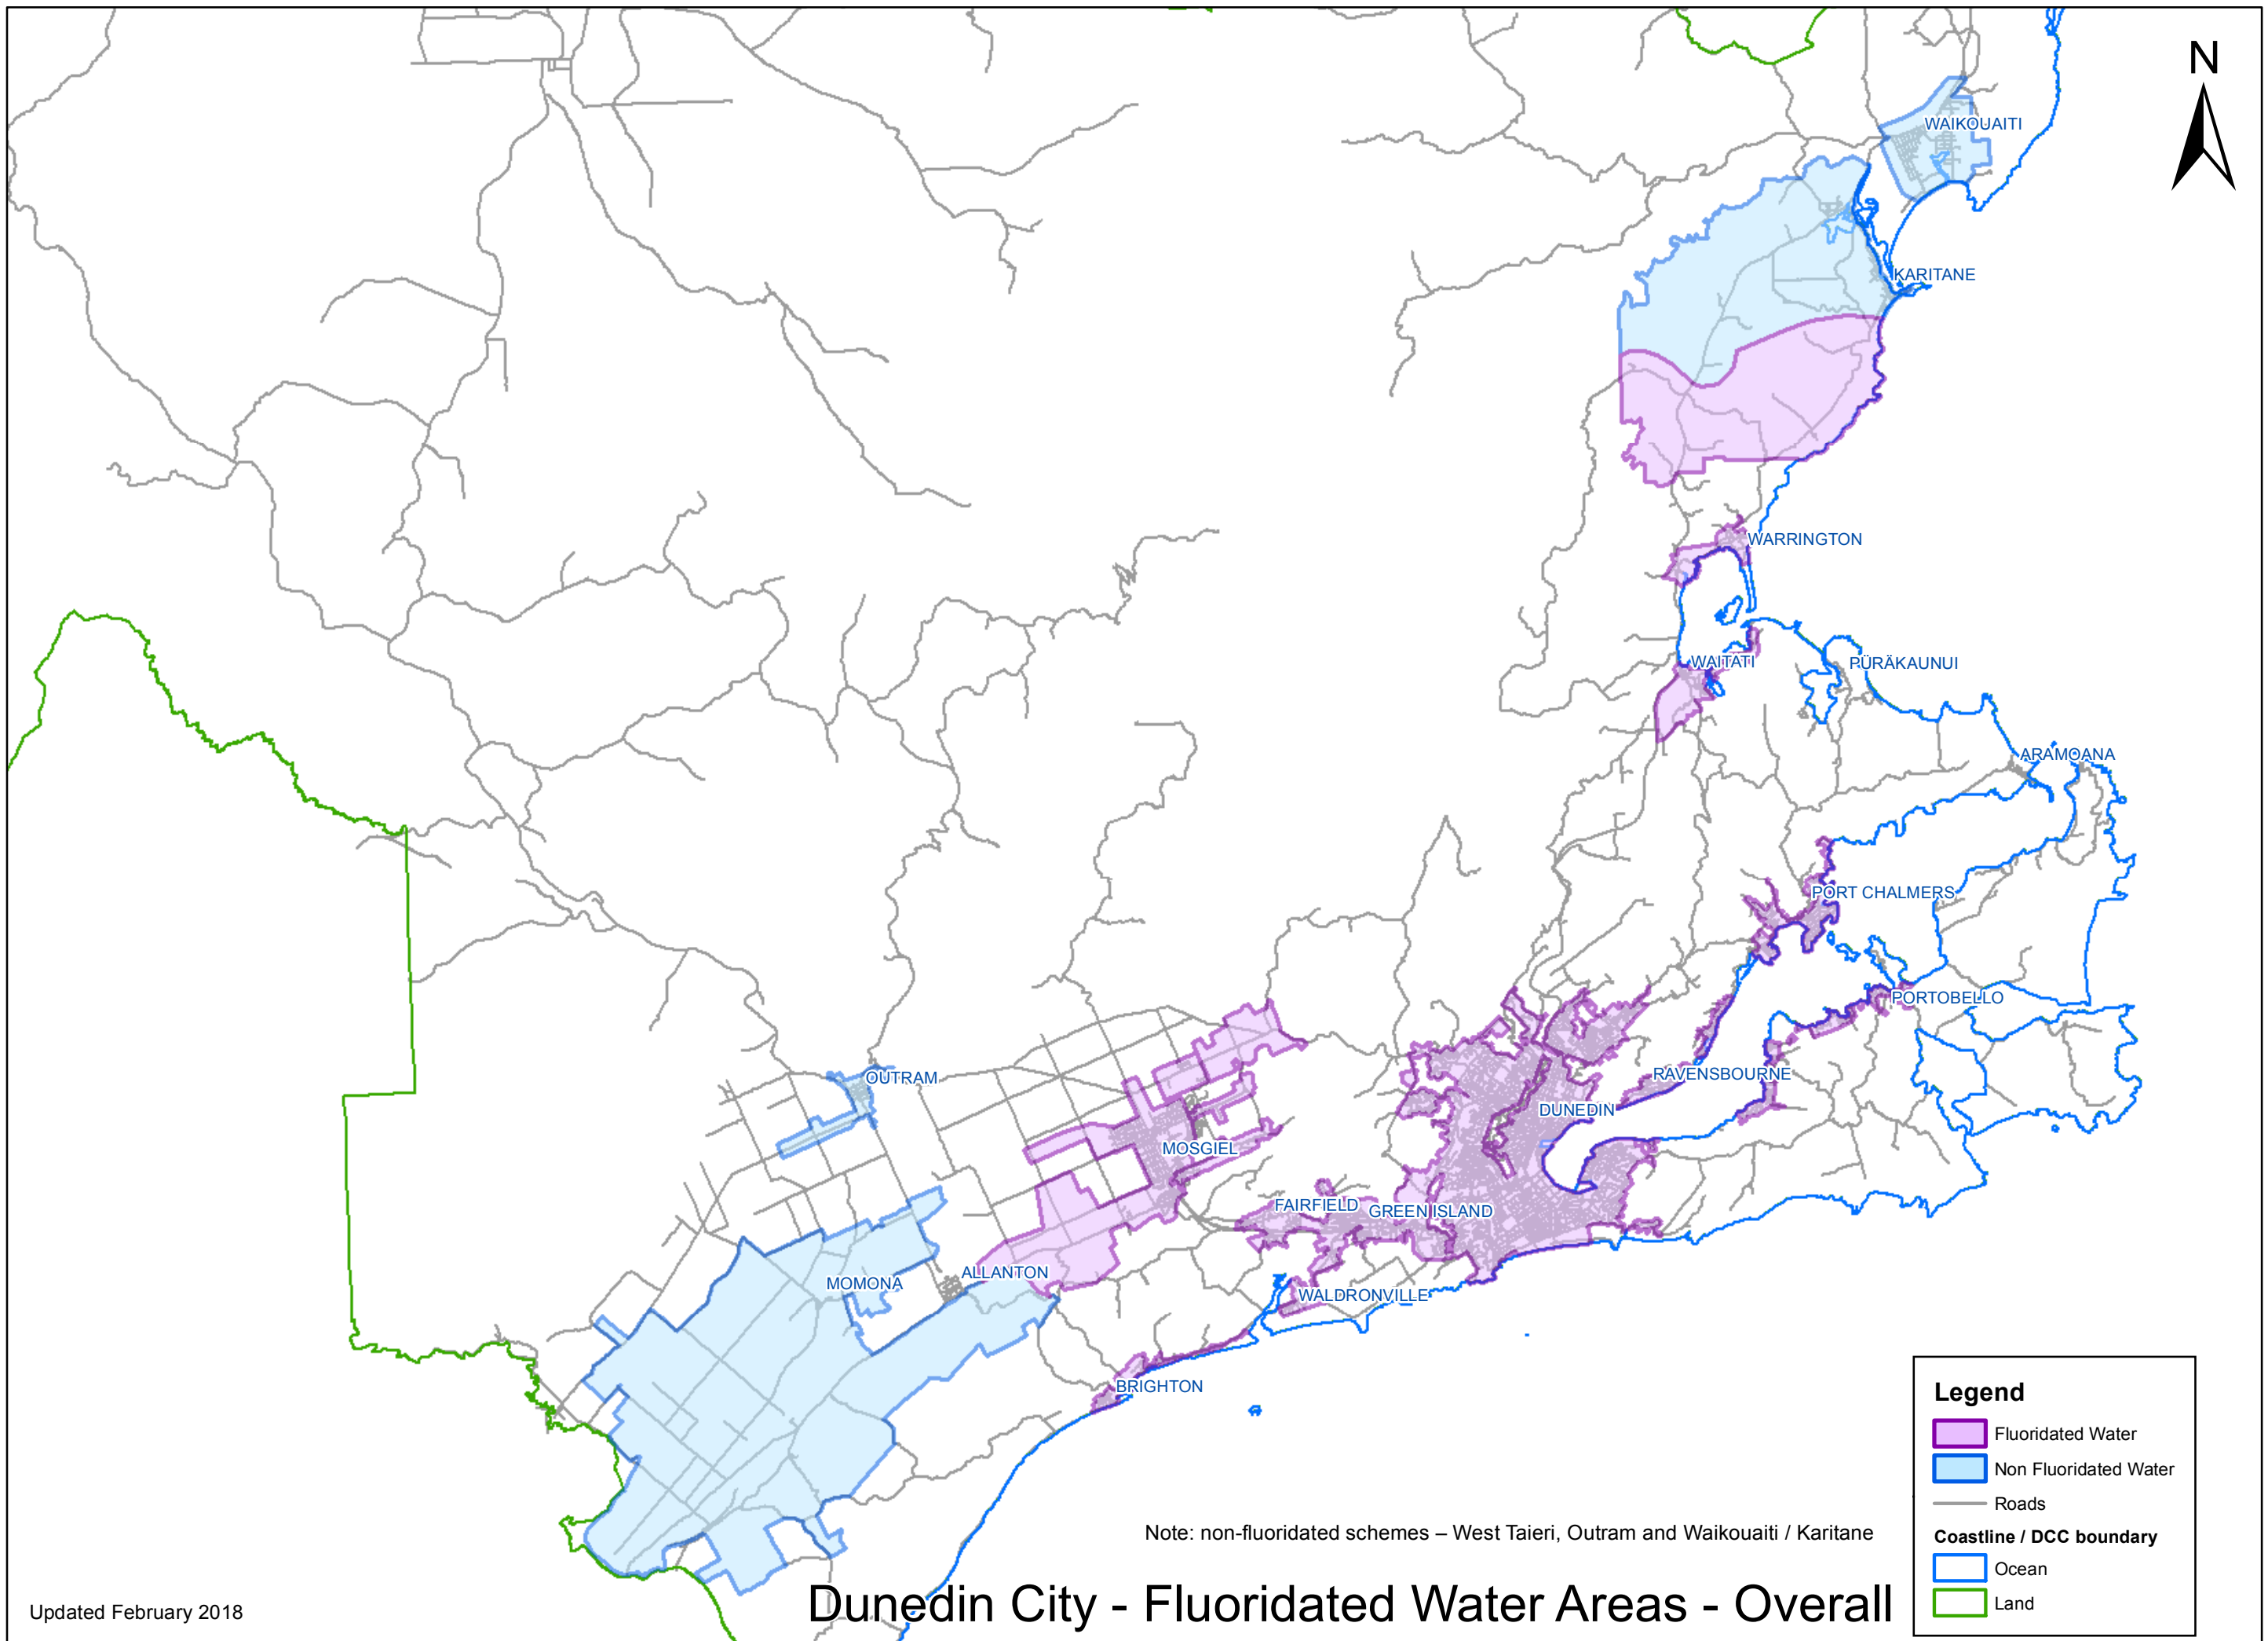 N
WAIKOUAITI
KARITANE
WARRINGTON
WAITATI
PÜRÄKAUNUI
ARAMOANA
PORT CHALMERS
PORTOBELLO
RAVENSBOURNE
OUTRAM
DUNEDIN
MOSGIEL
FAIRFIELD
GREEN ISLAND
ALLANTON
MOMONA
WALDRONVILLE
BRIGHTON
Legend
Fluoridated Water
Non Fluoridated Water
Roads
Coastline / DCC boundary
Ocean
Land
Note: non-fluoridated schemes – West Taieri, Outram and Waikouaiti / Karitane
Dunedin City - Fluoridated Water Areas - Overall
Updated February 2018